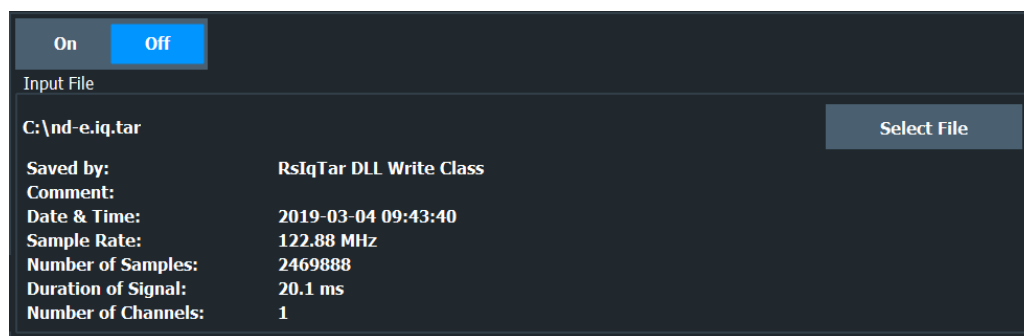 On Off
Input File
C:\nd-e.iq.tar Select File
Saved by: RsIqTar DLL Write Class
Comment:
Date & Time: 2019-03-04 09:43:40
Sample Rate: 122.88 MHz
Number of Samples: 2469888
Duration of Signal: 20.1 ms
Number of Channels: 1